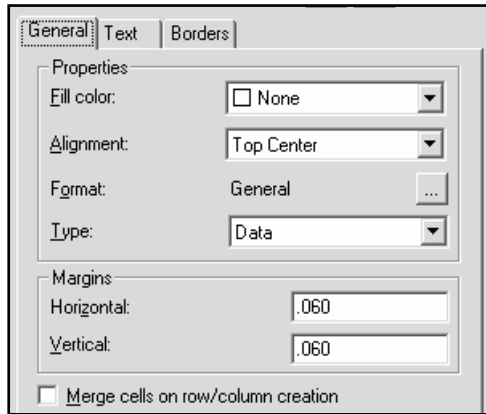 General Text Borders
Properties
Fill color: None
Alignment: Top Center
Format: General ...
Type: Data
Margins
Horizontal: .060
Vertical: .060
Merge cells on row/column creation